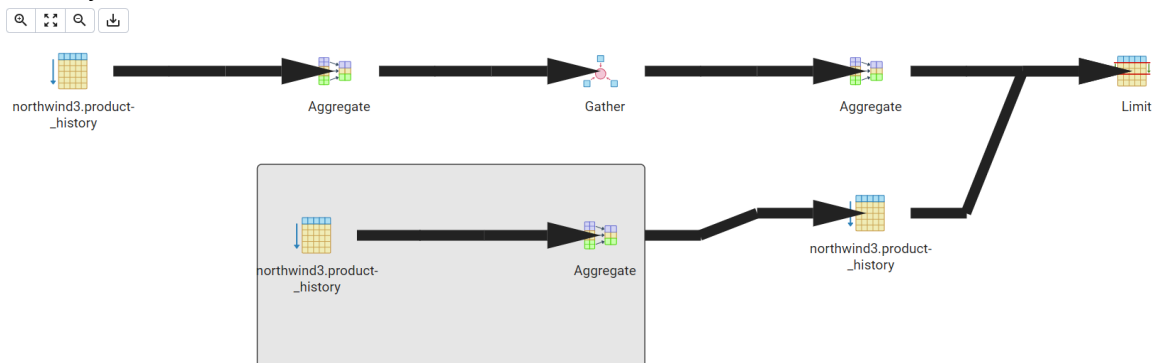 northwind3.product-
_history
Aggregate
Gather
Aggregate
Limit
northwind3.product-
_history
Aggregate
northwind3.product-
_history